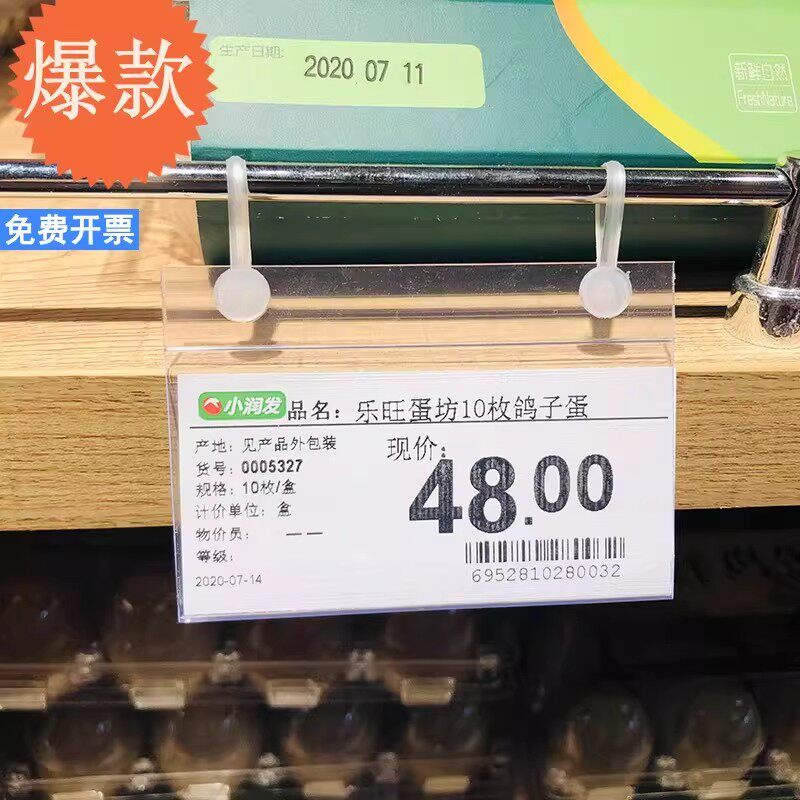 爆款
生产日期:
2020 07 11
新鲜自然
FreshNature
免费开票
小润发 品名: 乐旺蛋坊10枚鸽子蛋
产地: 见产品外包装
现价:
货号: 0005327
48.00
规格: 10枚/盒
计价单位: 盒
物价员: — —
等级:
2020-07-14
6952810280032